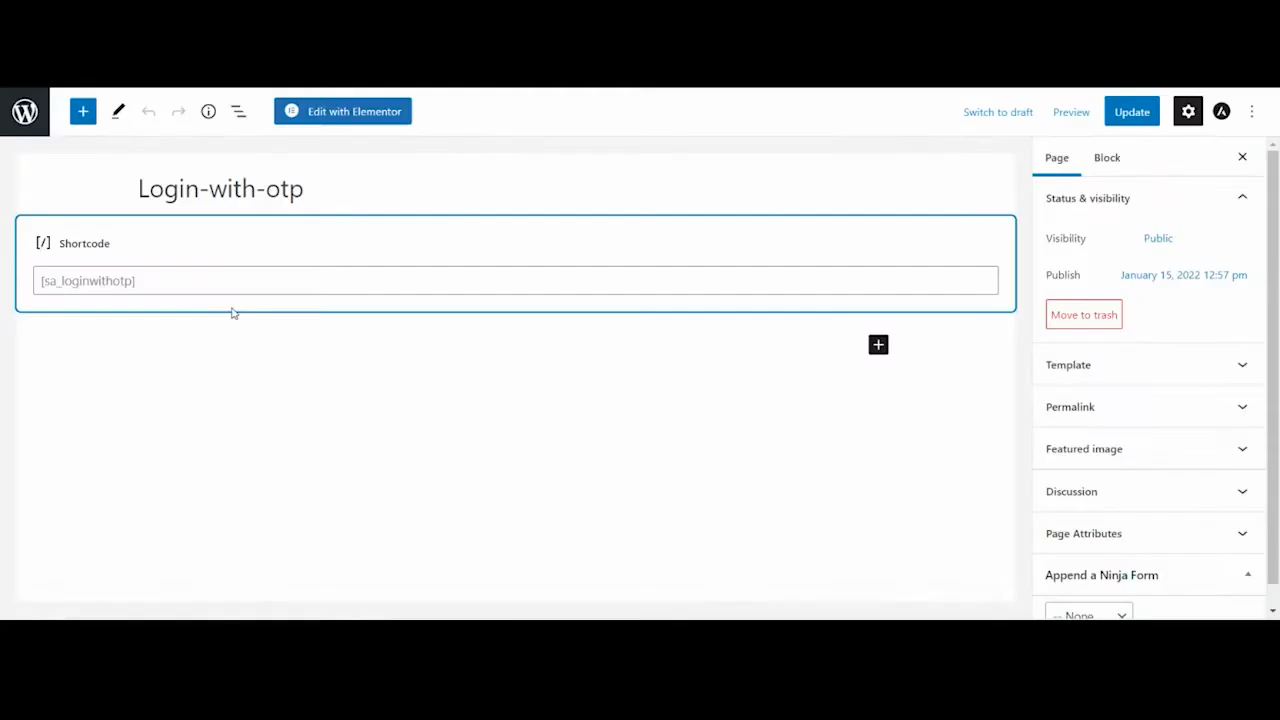 Edit with Elementor
Switch to draft
Preview
Update
Page
Block
Login-with-otp
Status & visibility
[/] Shortcode
Visibility
Public
[sa_loginwithotp]
Publish
January 15, 2022 12:57 pm
Move to trash
Template
Permalink
Featured image
Discussion
Page Attributes
Append a Ninja Form
-- None